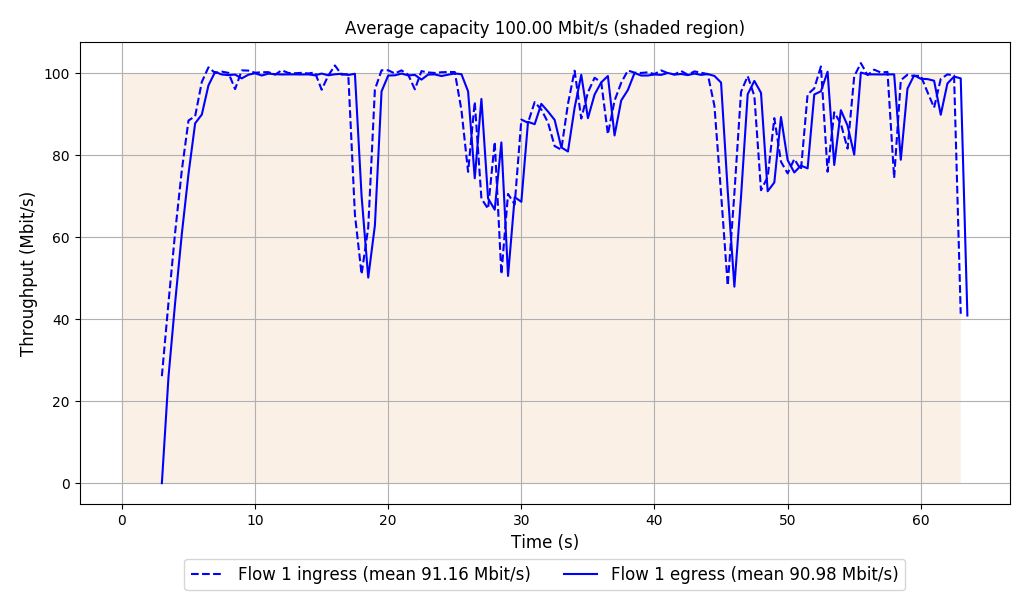 Average capacity 100.00 Mbit/s (shaded region)
Throughput (Mbit/s)
100
80
60
40
20
0
0 10 20 30 40 50 60
Time (s)
Flow 1 ingress (mean 91.16 Mbit/s) Flow 1 egress (mean 90.98 Mbit/s)